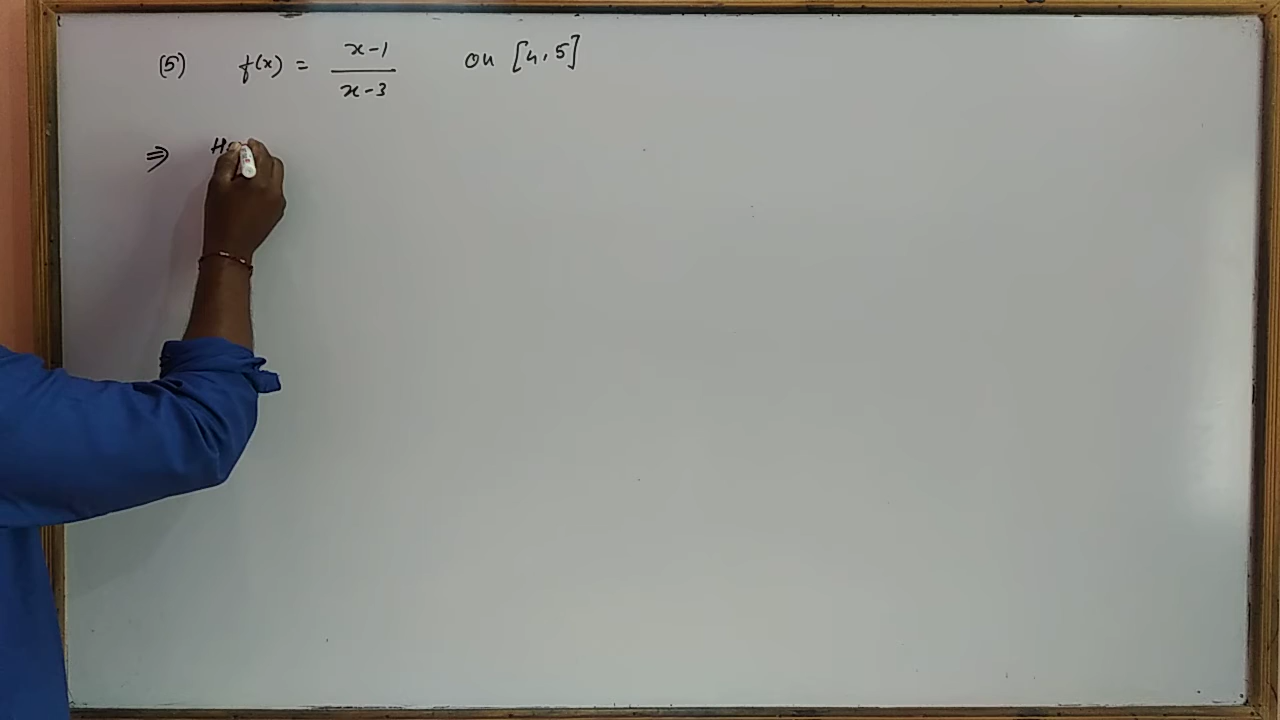 (5) f(x) = x-1 / x-3 on [4, 5]
⇒ H